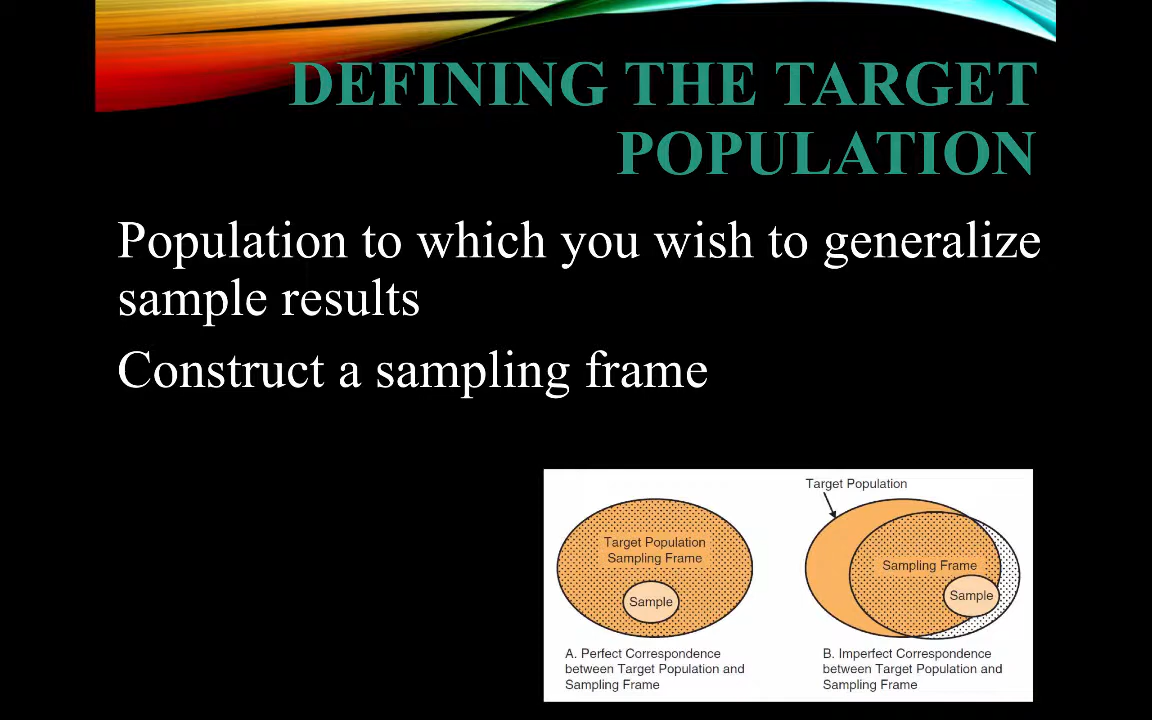 DEFINING THE TARGET
POPULATION
Population to which you wish to generalize
sample results
Construct a sampling frame
Target Population
Sampling Frame
Sample
A. Perfect Correspondence
between Target Population and
Sampling Frame
Target Population
Sampling Frame
Sample
B. Imperfect Correspondence
between Target Population and
Sampling Frame